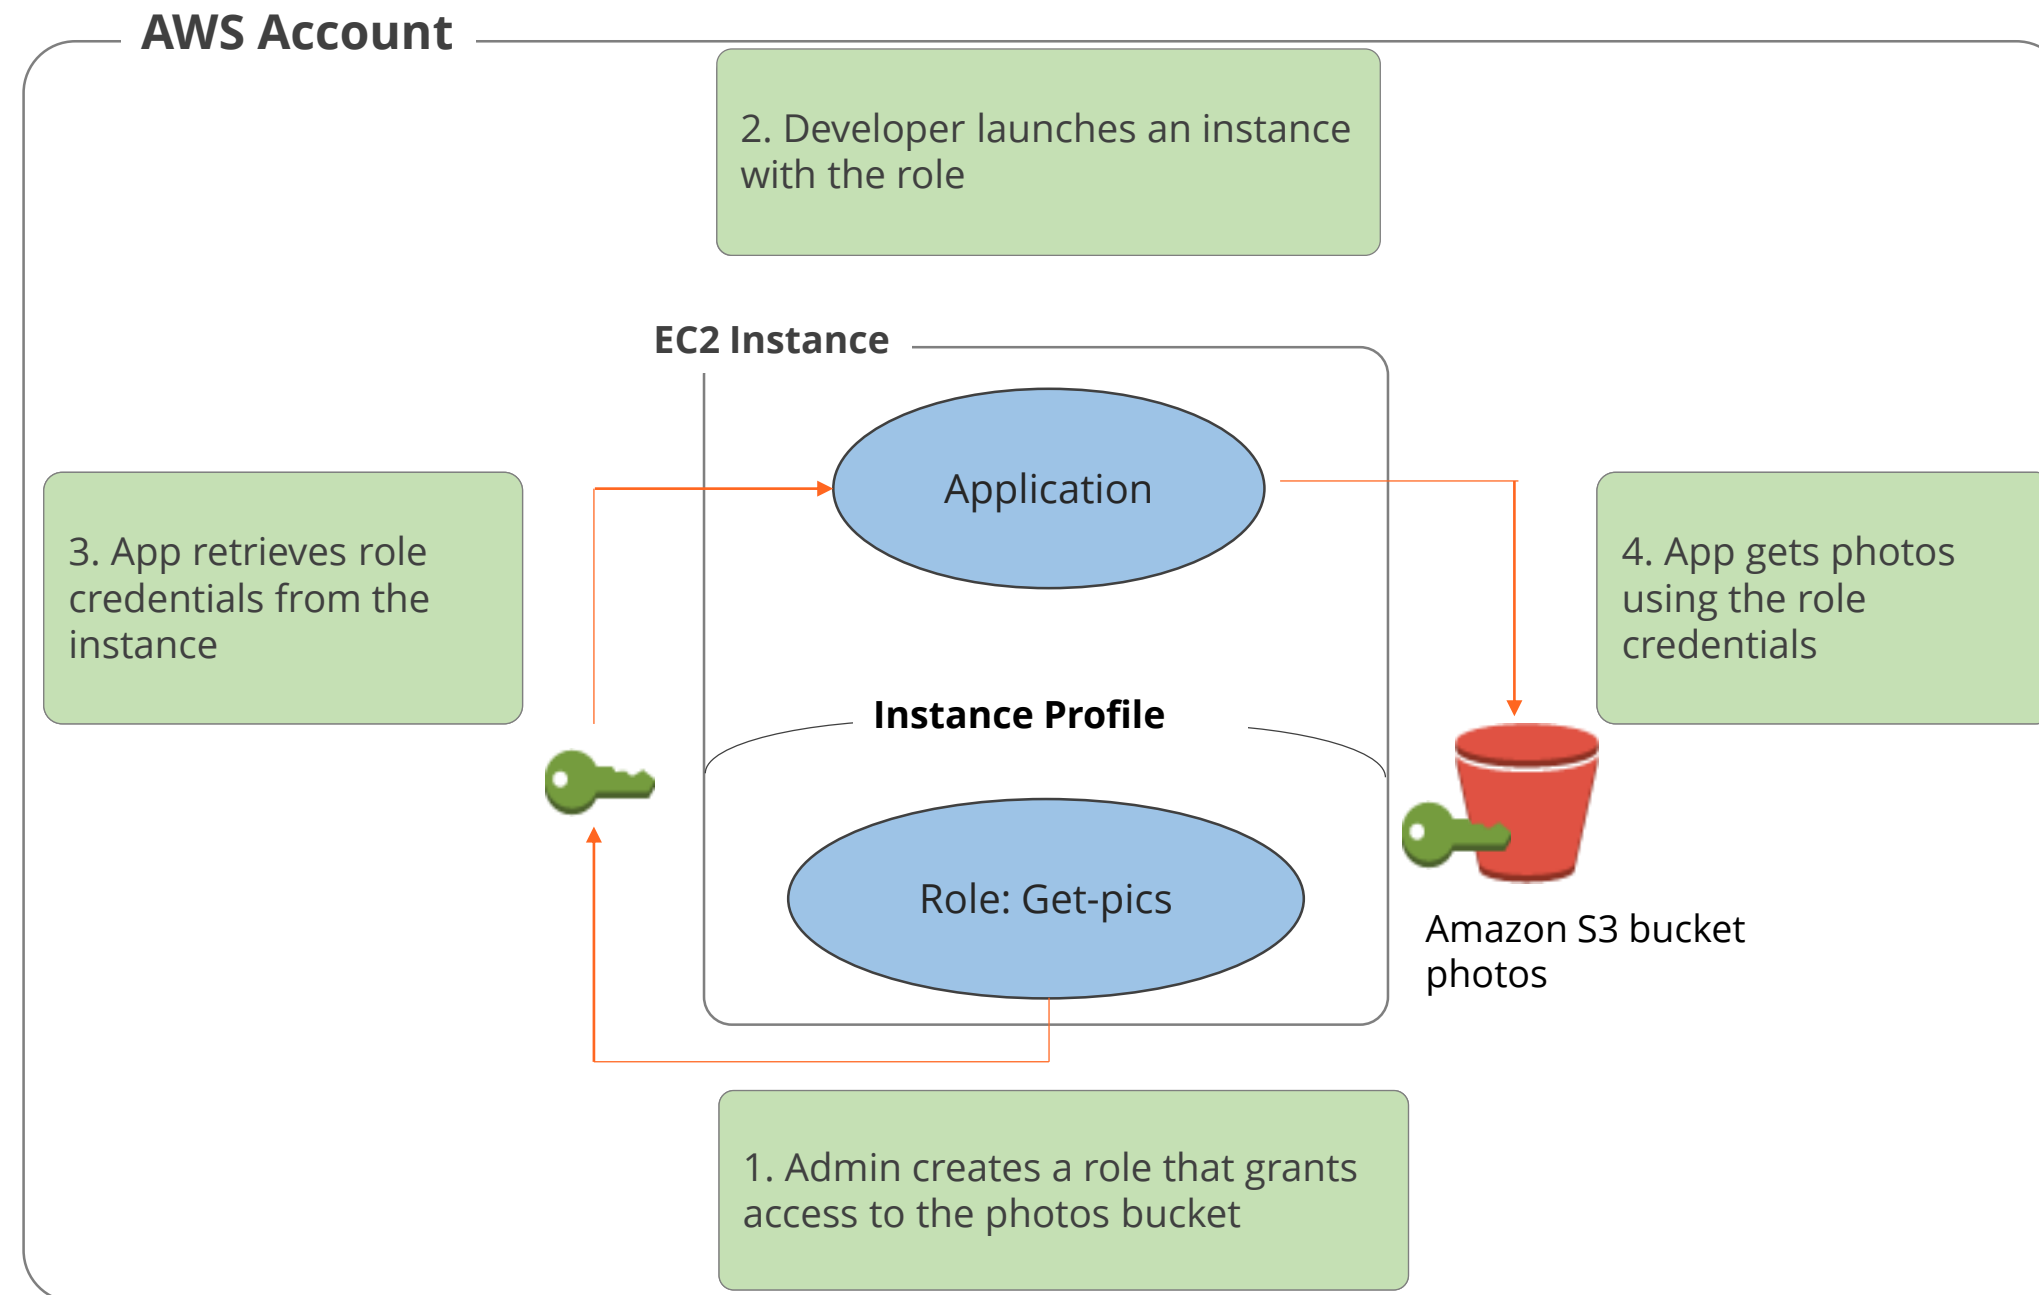 AWS Account
2. Developer launches an instance
with the role
EC2 Instance
Application
3. App retrieves role
credentials from the
instance
4. App gets photos
using the role
credentials
Instance Profile
Role: Get-pics
Amazon S3 bucket
photos
1. Admin creates a role that grants
access to the photos bucket